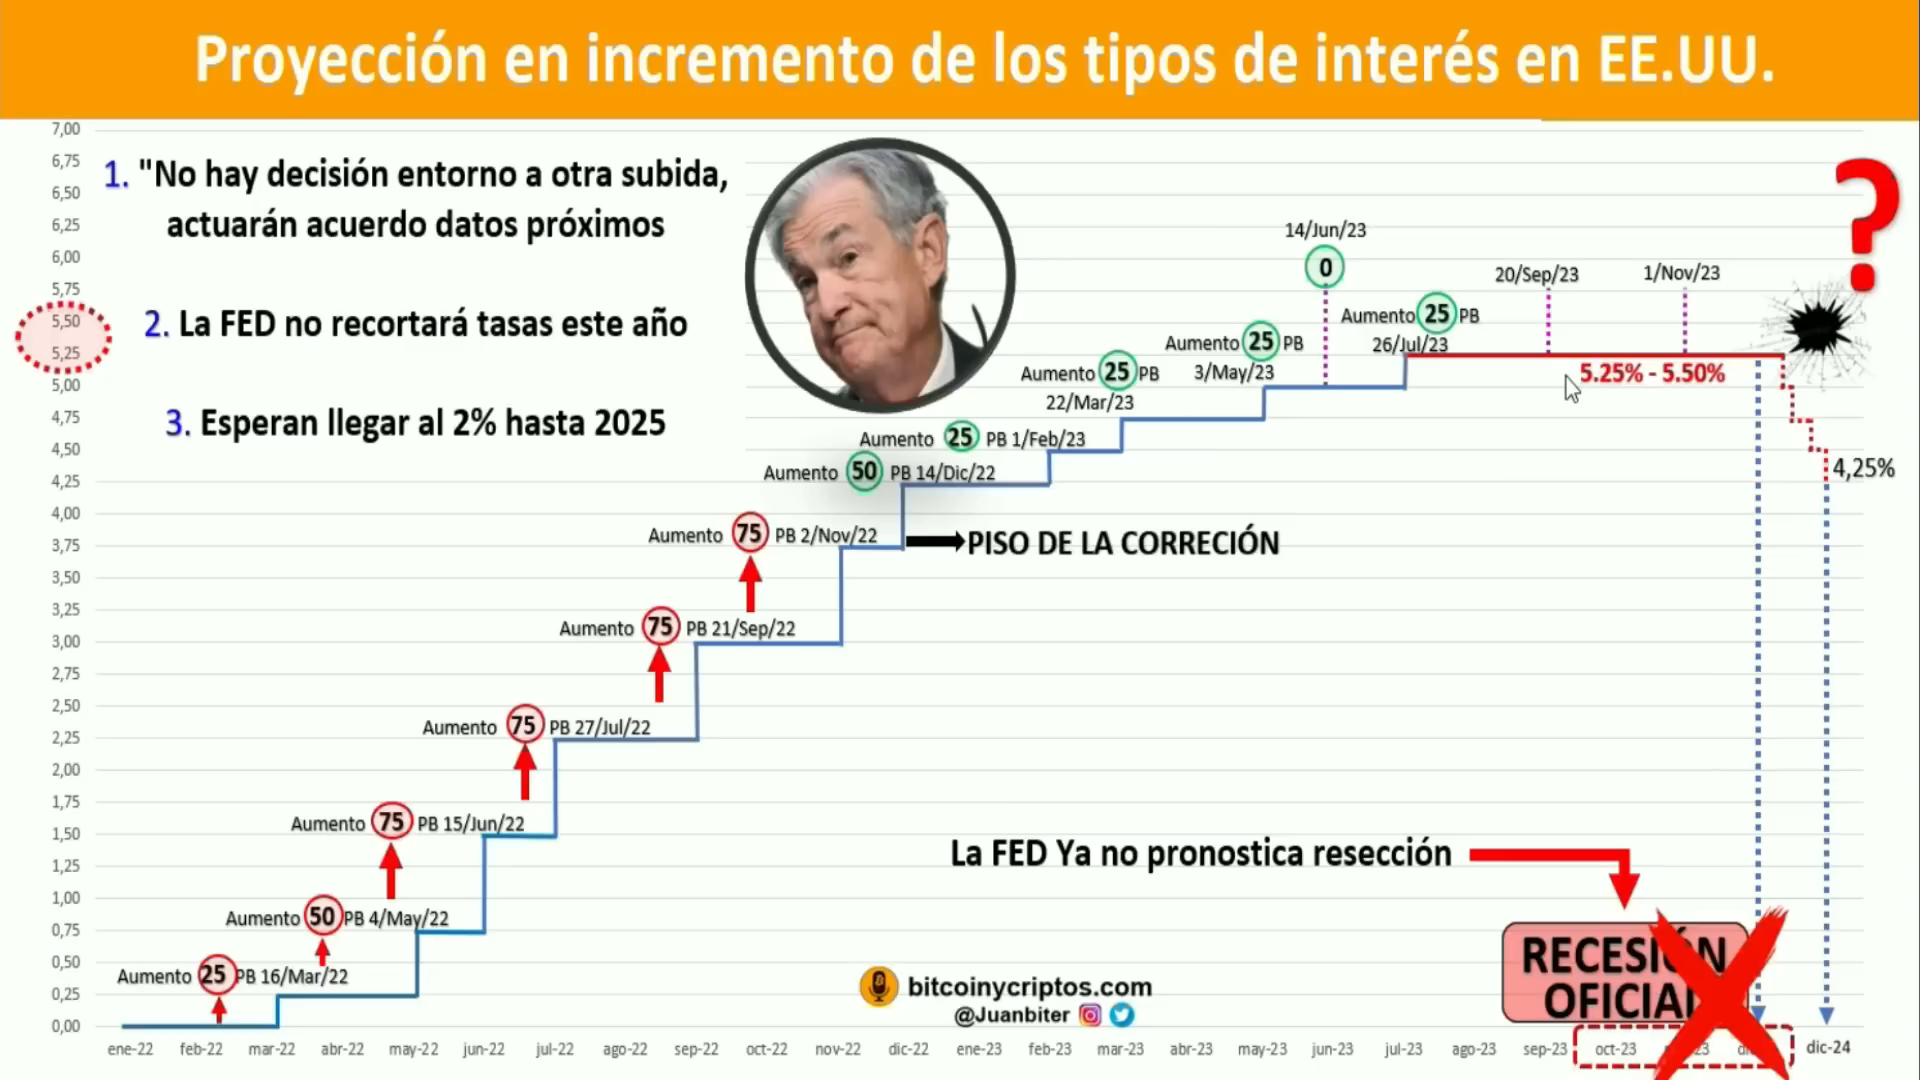 Proyección en incremento de los tipos de interés en EE.UU.
7,00
6,75
6,50
6,25
6,00
5,75
5,50
5,25
5,00
4,75
4,50
4,25
4,00
3,75
3,50
3,25
3,00
2,75
2,50
2,25
2,00
1,75
1,50
1,25
1,00
0,75
0,50
0,25
0,00
1. "No hay decisión entorno a otra subida,
actuarán acuerdo datos próximos
2. La FED no recortará tasas este año
3. Esperan llegar al 2% hasta 2025
?
14/Jun/23
0
20/Sep/23
1/Nov/23
Aumento 25 PB
26/Jul/23
5.25% - 5.50%
Aumento 25 PB
3/May/23
Aumento 25 PB
22/Mar/23
Aumento 25 PB 1/Feb/23
Aumento 50 PB 14/Dic/22
4,25%
Aumento 75 PB 2/Nov/22
PISO DE LA CORRECIÓN
Aumento 75 PB 21/Sep/22
Aumento 75 PB 27/Jul/22
Aumento 75 PB 15/Jun/22
La FED Ya no pronostica resección
Aumento 50 PB 4/May/22
Aumento 25 PB 16/Mar/22
RECESIÓN
OFICIAL
bitcoinycriptos.com
@Juanbiter
ene-22 feb-22 mar-22 abr-22 may-22 jun-22 jul-22 ago-22 sep-22 oct-22 nov-22 dic-22 ene-23 feb-23 mar-23 abr-23 may-23 jun-23 jul-23 ago-23 sep-23 oct-23 dic-24